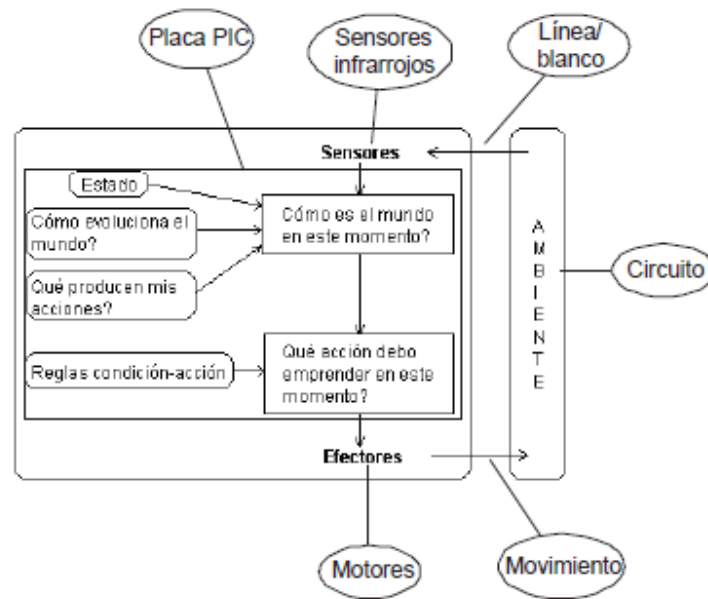 Placa PIC
Sensores
infrarrojos
Línea/
blanco
Sensores
Estado
Cómo evoluciona el
mundo?
Qué producen mis
acciones?
Cómo es el mundo
en este momento?
Reglas condición-acción
Qué acción debo
emprender en este
momento?
Efectores
AMBIENTE
Circuito
Motores
Movimiento